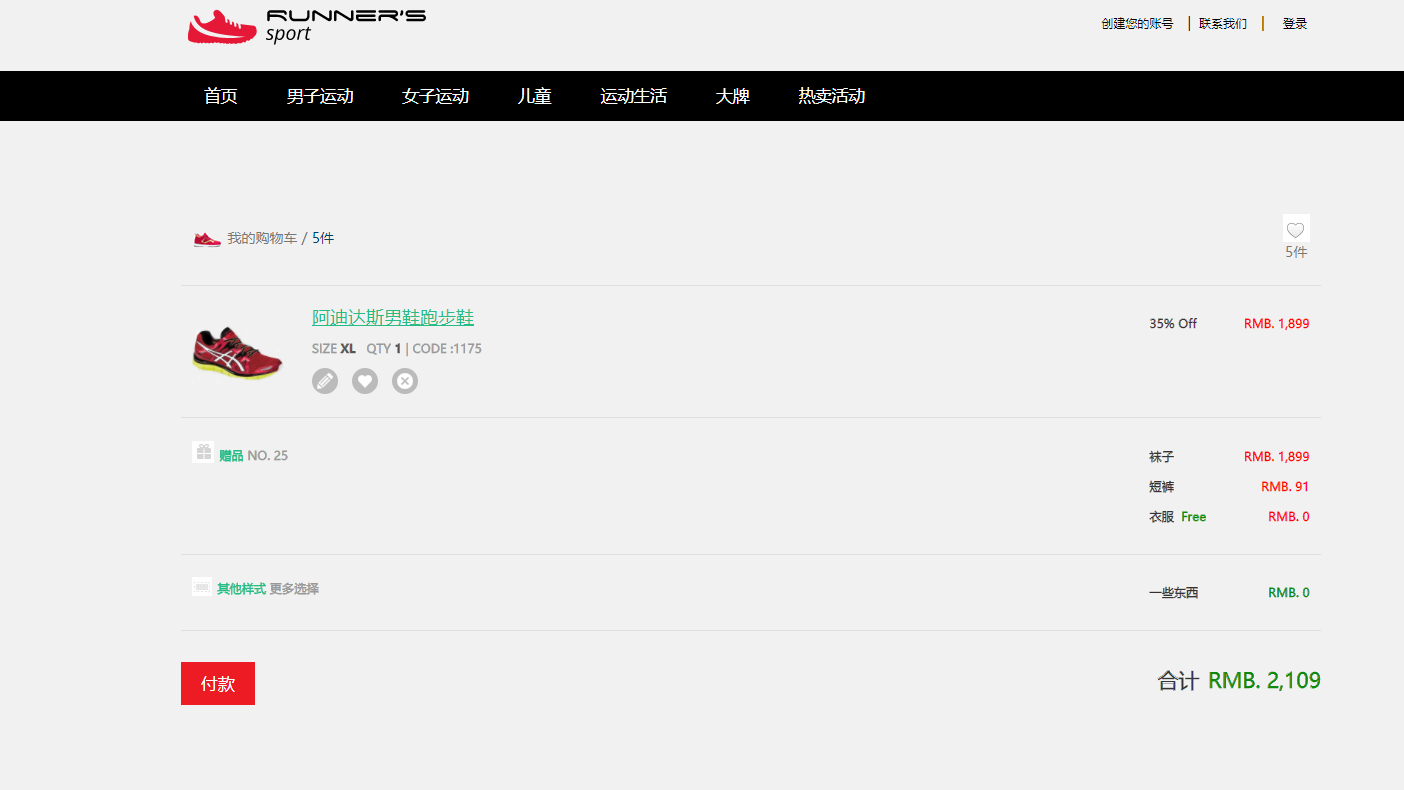 RUNNER'S
sport
创建您的账号 | 联系我们 | 登录
首页 男子运动 女子运动 儿童 运动生活 大牌 热卖活动
我的购物车 / 5件
5件
阿迪达斯男鞋跑步鞋
35% Off RMB. 1,899
SIZE XL QTY 1 | CODE :1175
赠品 NO. 25
袜子 RMB. 1,899
短裤 RMB. 91
衣服 Free RMB. 0
其他样式 更多选择
一些东西 RMB. 0
付款
合计 RMB. 2,109